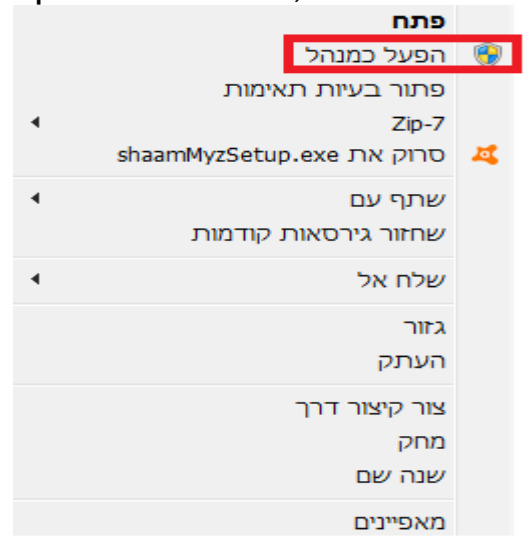 פתח
הפעל כמנהל
פתור בעיות תאימות
7-Zip
סרוק את shaamMyzSetup.exe
שתף עם
שחזור גירסאות קודמות
שלח אל
גזור
העתק
צור קיצור דרך
מחק
שנה שם
מאפיינים